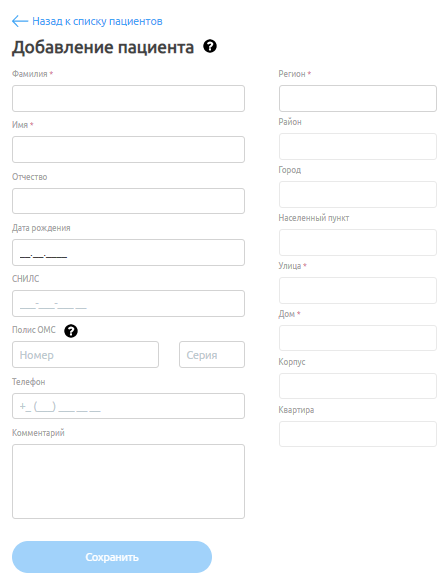 ← Назад к списку пациентов
Добавление пациента ?
Фамилия *
Имя *
Отчество
Дата рождения
__.__.____
СНИЛС
___-___-___ __
Полис ОМС ?
Номер
Серия
Телефон
+_ (___) ___ __ __
Комментарий
Сохранить
Регион *
Район
Город
Населенный пункт
Улица *
Дом *
Корпус
Квартира